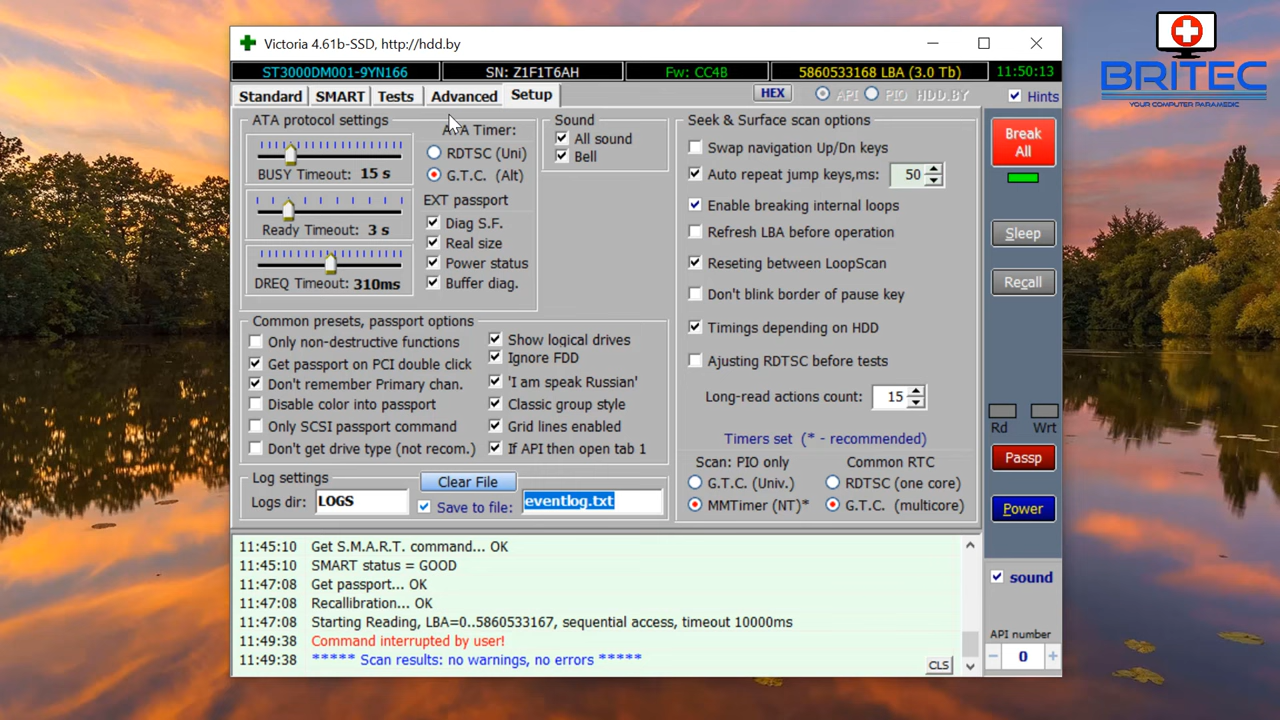 Victoria 4.61b-SSD, http://hdd.by
BRITEC
YOUR COMPUTER PARAMEDIC
ST3000DM001-9YN166 SN: Z1F1T6AH Fw: CC4B 5860533168 LBA (3.0 Tb) 11:50:13
Standard SMART Tests Advanced Setup HEX API PIO HDD.BY Hints
ATA protocol settings
BUSY Timeout: 15 s
Ready Timeout: 3 s
DREQ Timeout: 310ms
ATA Timer:
RDTSC (Uni)
G.T.C. (Alt)
EXT passport
Diag S.F.
Real size
Power status
Buffer diag.
Sound
All sound
Bell
Seek & Surface scan options
Swap navigation Up/Dn keys
Auto repeat jump keys,ms: 50
Enable breaking internal loops
Refresh LBA before operation
Reseting between LoopScan
Don't blink border of pause key
Timings depending on HDD
Ajusting RDTSC before tests
Long-read actions count: 15
Timers set (* - recommended)
Scan: PIO only
G.T.C. (Univ.)
MMTimer (NT)*
Common RTC
RDTSC (one core)
G.T.C. (multicore)
Common presets, passport options
Only non-destructive functions
Get passport on PCI double click
Don't remember Primary chan.
Disable color into passport
Only SCSI passport command
Don't get drive type (not recom.)
Show logical drives
Ignore FDD
'I am speak Russian'
Classic group style
Grid lines enabled
If API then open tab 1
Log settings
Logs dir: LOGS
Clear File
Save to file: eventlog.txt
Break
All
Sleep
Recall
Rd Wrt
Passp
Power
sound
API number
0
11:45:10 Get S.M.A.R.T. command... OK
11:45:10 SMART status = GOOD
11:47:08 Get passport... OK
11:47:08 Recallibration... OK
11:47:08 Starting Reading, LBA=0..5860533167, sequential access, timeout 10000ms
11:49:38 Command interrupted by user!
11:49:38 ***** Scan results: no warnings, no errors *****
CLS